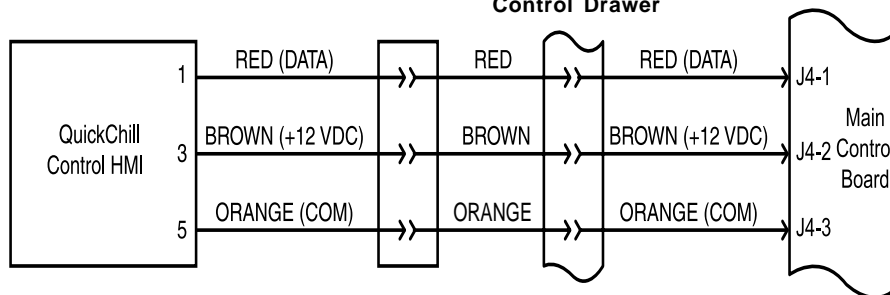 Control Drawer
1 RED (DATA) RED RED (DATA) J4-1
QuickChill
Control HMI
3 BROWN (+12 VDC) BROWN BROWN (+12 VDC) J4-2
Main
Contro
Board
5 ORANGE (COM) ORANGE ORANGE (COM) J4-3